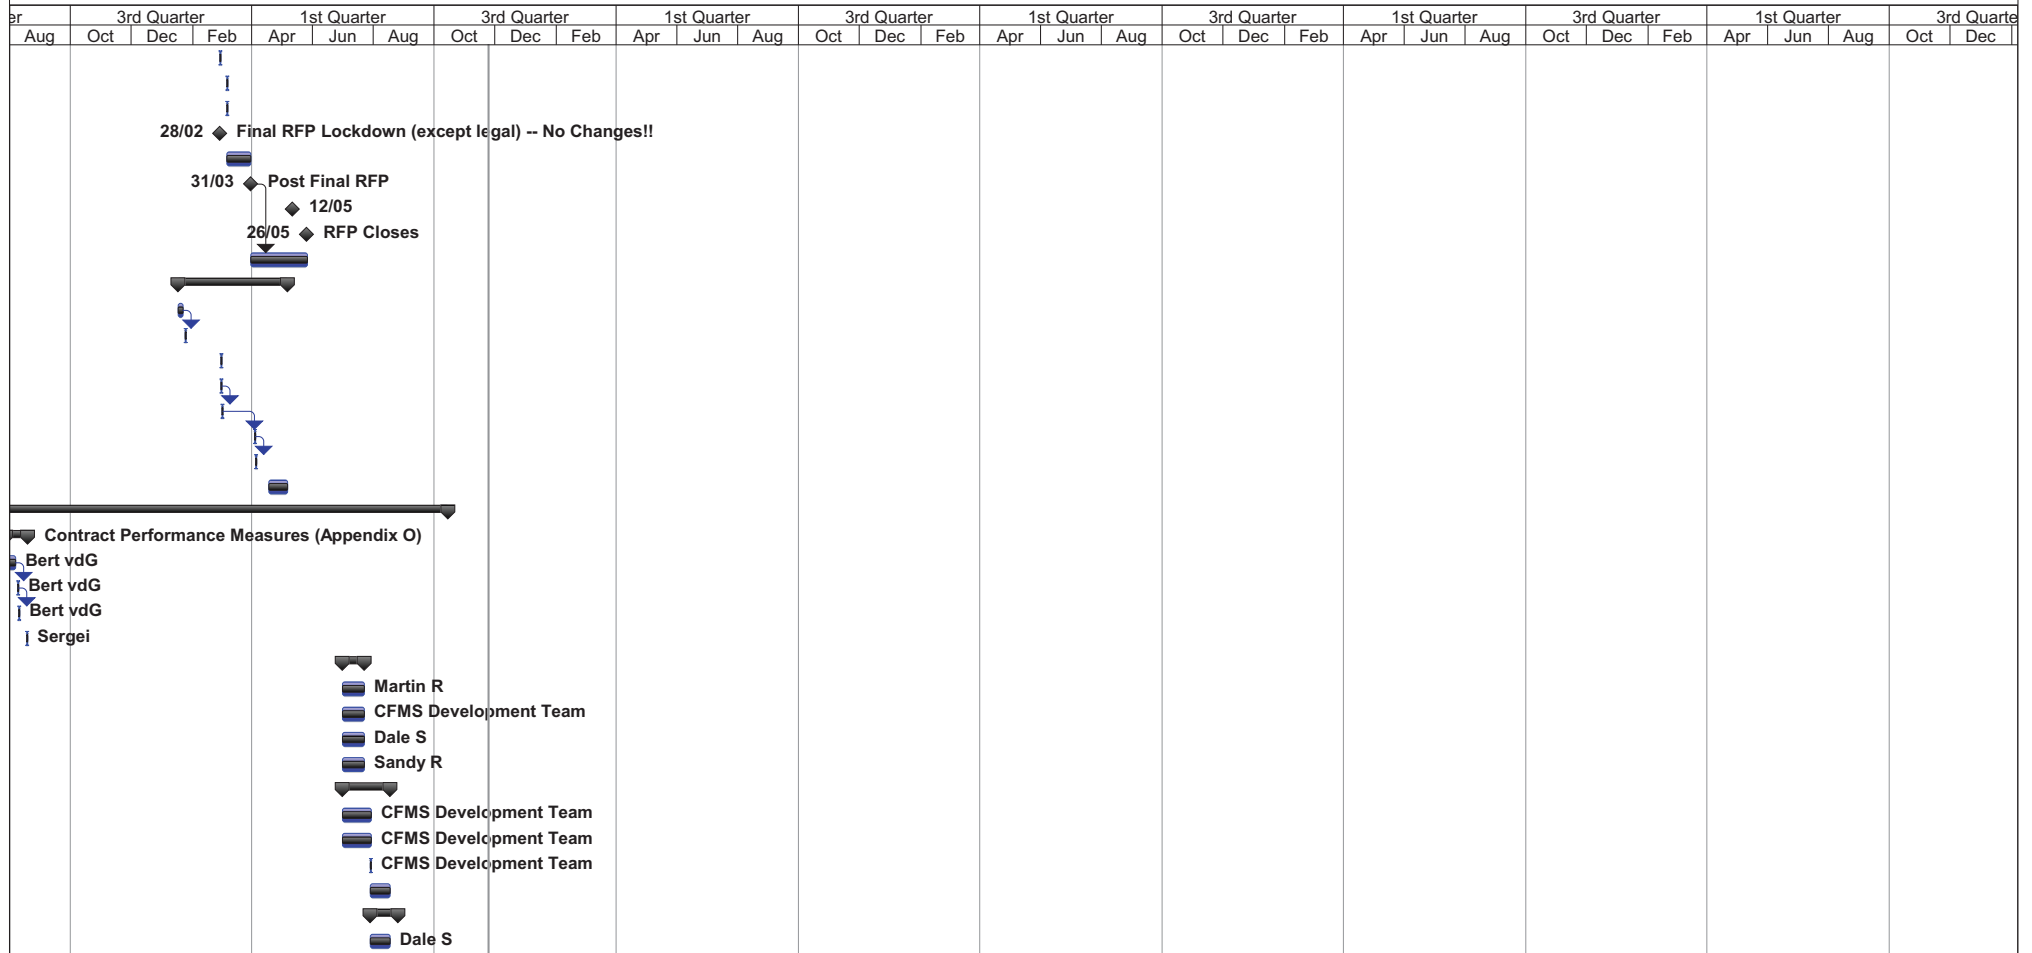 er 3rd Quarter 1st Quarter 3rd Quarter 1st Quarter 3rd Quarter 1st Quarter 3rd Quarter 1st Quarter 3rd Quarter 1st Quarter 3rd Quarte
Aug Oct Dec Feb Apr Jun Aug Oct Dec Feb Apr Jun Aug Oct Dec Feb Apr Jun Aug Oct Dec Feb Apr Jun Aug Oct Dec Feb Apr Jun Aug Oct Dec
28/02 Final RFP Lockdown (except legal) -- No Changes!!
31/03 Post Final RFP
12/05
26/05 RFP Closes
Contract Performance Measures (Appendix O)
Bert vdG
Bert vdG
Bert vdG
Sergei
Martin R
CFMS Development Team
Dale S
Sandy R
CFMS Development Team
CFMS Development Team
CFMS Development Team
Dale S